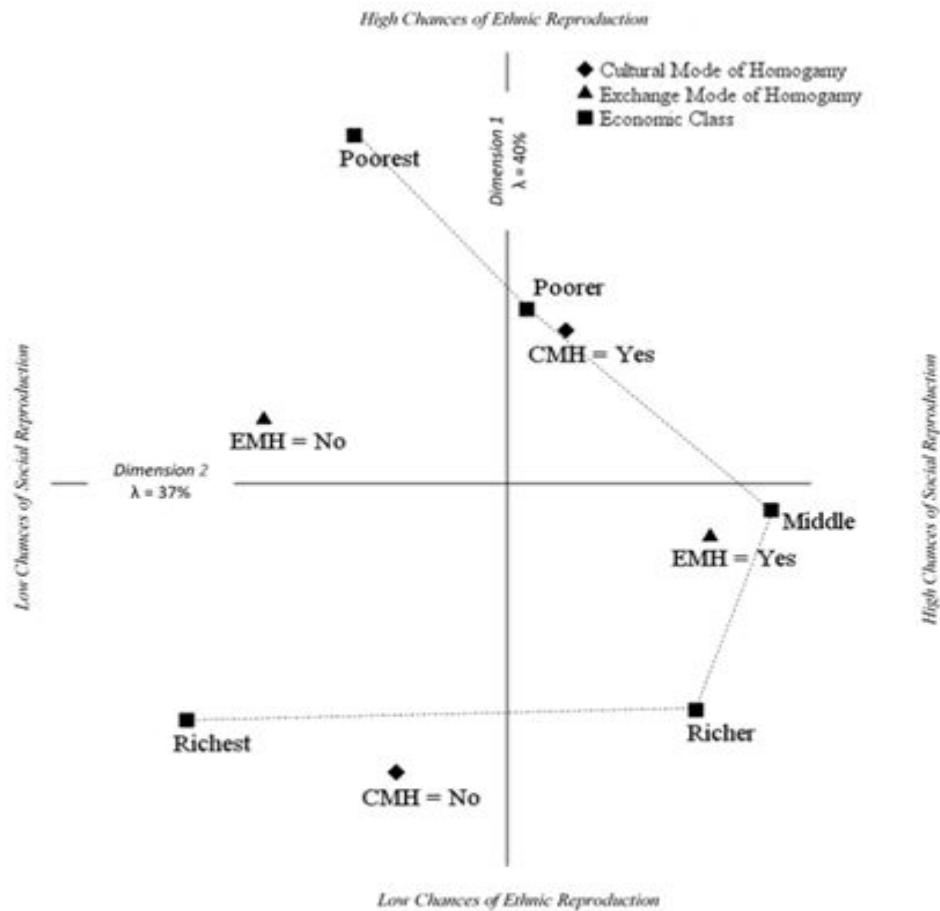 High Chances of Ethnic Reproduction
Cultural Mode of Homogamy
Exchange Mode of Homogamy
Economic Class
Dimension 1
λ = 40%
Poorest
Poorer
CMH = Yes
EMH = No
Dimension 2
λ = 37%
Low Chances of Social Reproduction
High Chances of Social Reproduction
Middle
EMH = Yes
Richest
Richer
CMH = No
Low Chances of Ethnic Reproduction